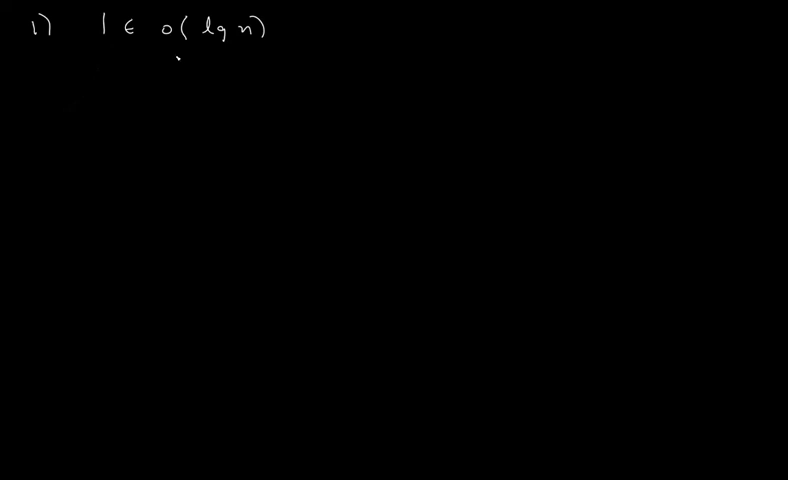 1) 1 ∈ o(lg n)